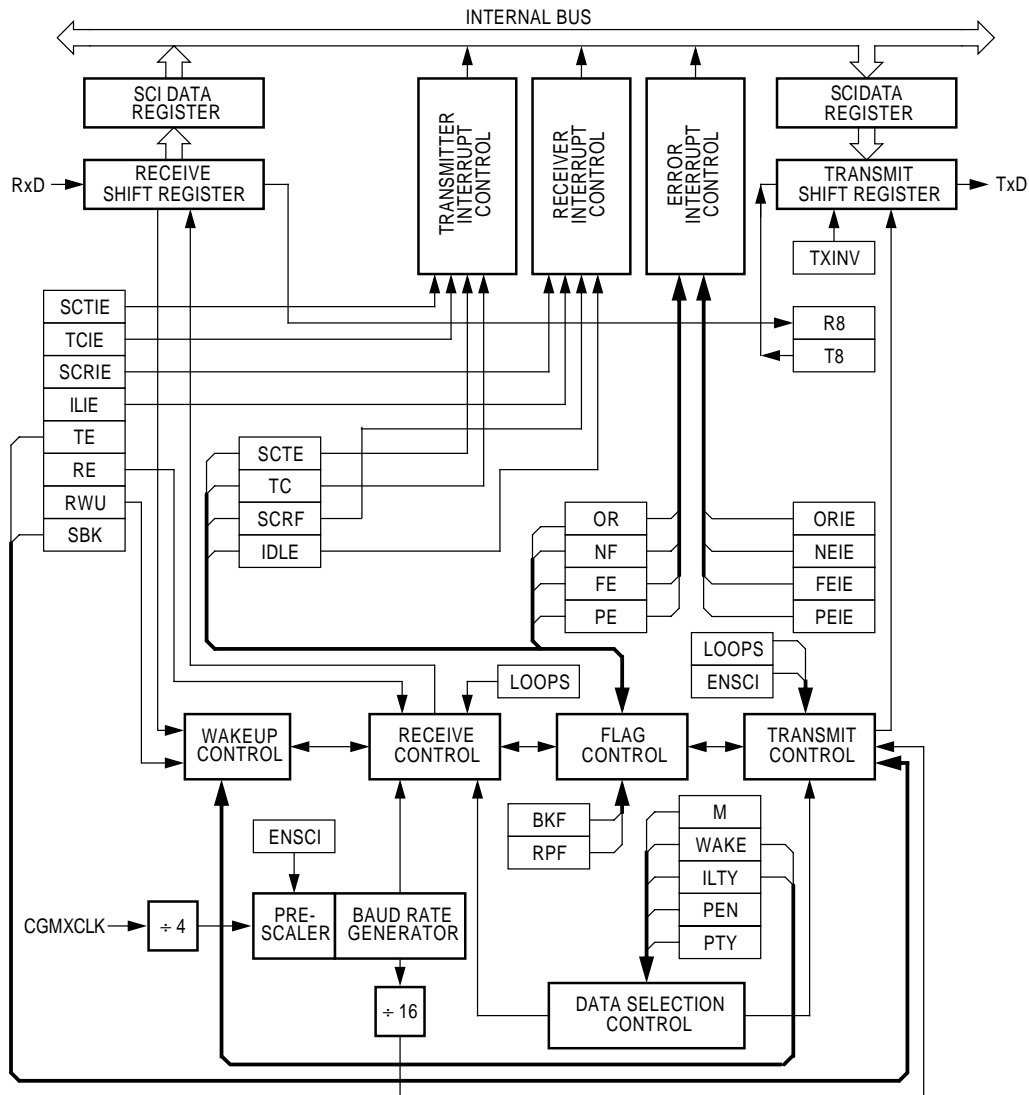 INTERNAL BUS
SCI DATA
REGISTER
SCIDATA
REGISTER
TRANSMITTER
INTERRUPT
CONTROL
RECEIVER
INTERRUPT
CONTROL
ERROR
INTERRUPT
CONTROL
RxD
RECEIVE
SHIFT REGISTER
TRANSMIT
SHIFT REGISTER
TxD
TXINV
SCTIE
TCIE
SCRIE
ILIE
TE
RE
RWU
SBK
R8
T8
SCTE
TC
SCRF
IDLE
OR
NF
FE
PE
ORIE
NEIE
FEIE
PEIE
LOOPS
LOOPS
ENSCI
WAKEUP
CONTROL
RECEIVE
CONTROL
FLAG
CONTROL
TRANSMIT
CONTROL
BKF
RPF
M
WAKE
ILTY
PEN
PTY
ENSCI
CGMXCLK
÷ 4
PRE-
SCALER
BAUD RATE
GENERATOR
÷ 16
DATA SELECTION
CONTROL